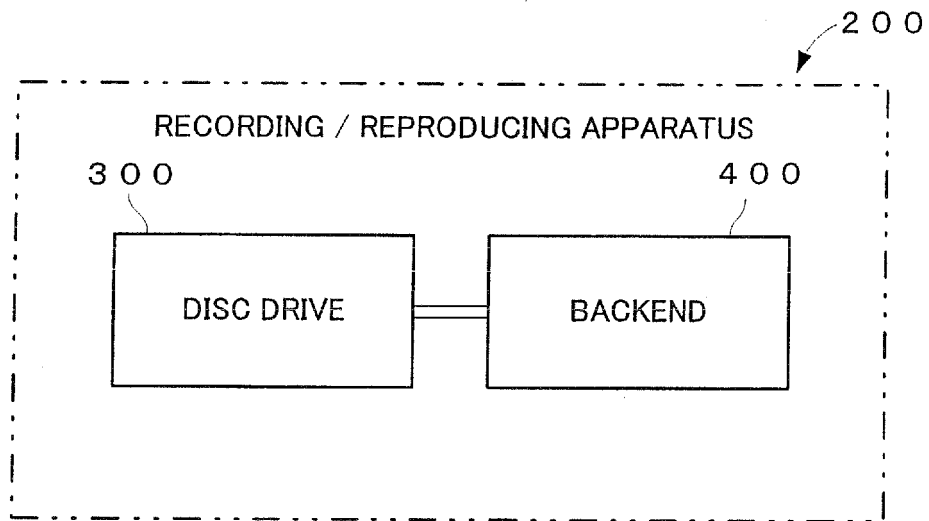 ２００
RECORDING / REPRODUCING APPARATUS
３００ ４００
DISC DRIVE BACKEND